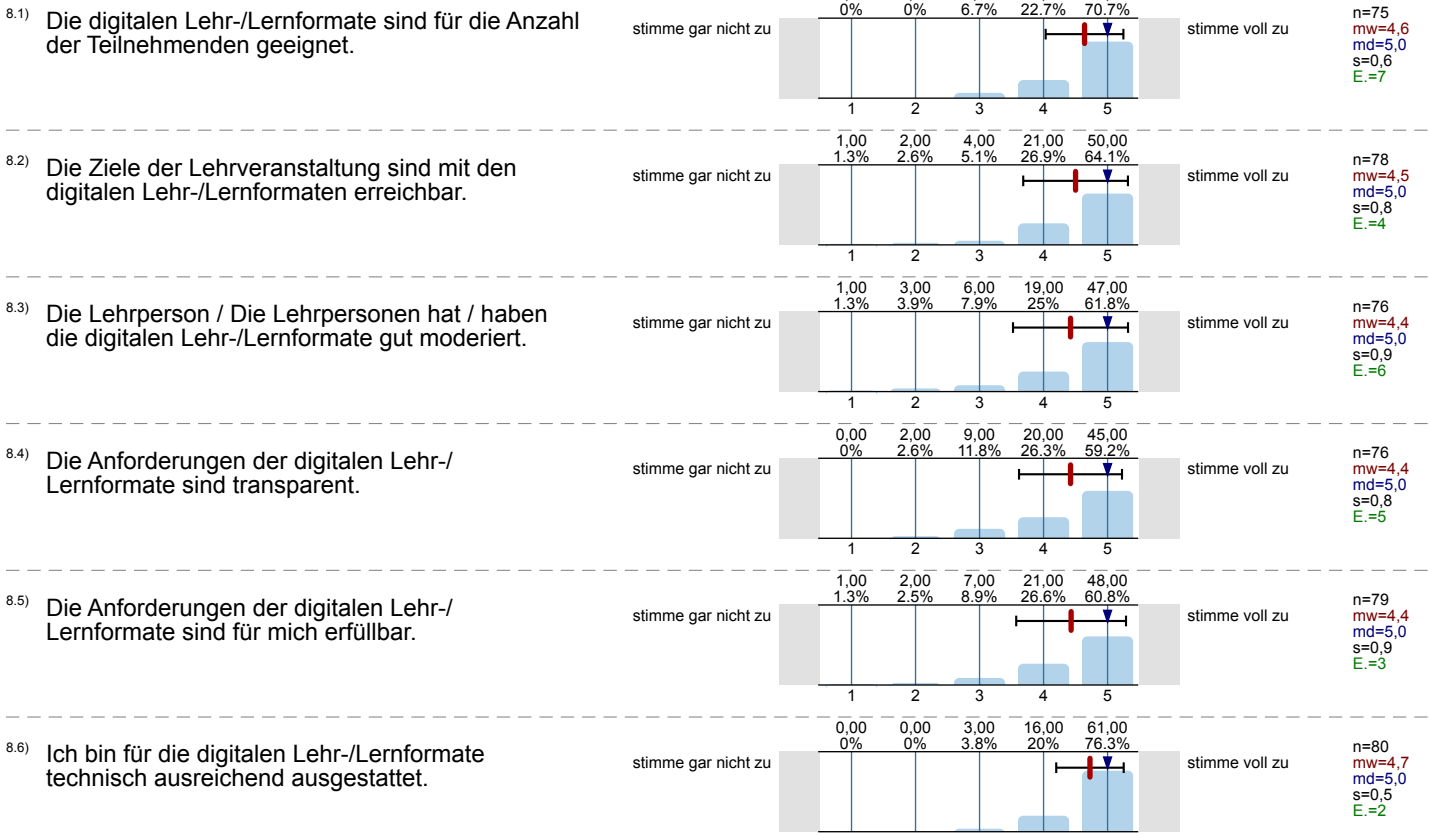 8.1) Die digitalen Lehr-/Lernformate sind für die Anzahl
der Teilnehmenden geeignet.
stimme gar nicht zu
0% 0% 6.7% 22.7% 70.7%
1 2 3 4 5
stimme voll zu
n=75
mw=4,6
md=5,0
s=0,6
E.=7
8.2) Die Ziele der Lehrveranstaltung sind mit den
digitalen Lehr-/Lernformaten erreichbar.
stimme gar nicht zu
1,00 2,00 4,00 21,00 50,00
1.3% 2.6% 5.1% 26.9% 64.1%
1 2 3 4 5
stimme voll zu
n=78
mw=4,5
md=5,0
s=0,8
E.=4
8.3) Die Lehrperson / Die Lehrpersonen hat / haben
die digitalen Lehr-/Lernformate gut moderiert.
stimme gar nicht zu
1,00 3,00 6,00 19,00 47,00
1.3% 3.9% 7.9% 25% 61.8%
1 2 3 4 5
stimme voll zu
n=76
mw=4,4
md=5,0
s=0,9
E.=6
8.4) Die Anforderungen der digitalen Lehr-/
Lernformate sind transparent.
stimme gar nicht zu
0,00 2,00 9,00 20,00 45,00
0% 2.6% 11.8% 26.3% 59.2%
1 2 3 4 5
stimme voll zu
n=76
mw=4,4
md=5,0
s=0,8
E.=5
8.5) Die Anforderungen der digitalen Lehr-/
Lernformate sind für mich erfüllbar.
stimme gar nicht zu
1,00 2,00 7,00 21,00 48,00
1.3% 2.5% 8.9% 26.6% 60.8%
1 2 3 4 5
stimme voll zu
n=79
mw=4,4
md=5,0
s=0,9
E.=3
8.6) Ich bin für die digitalen Lehr-/Lernformate
technisch ausreichend ausgestattet.
stimme gar nicht zu
0,00 0,00 3,00 16,00 61,00
0% 0% 3.8% 20% 76.3%
stimme voll zu
n=80
mw=4,7
md=5,0
s=0,5
E.=2